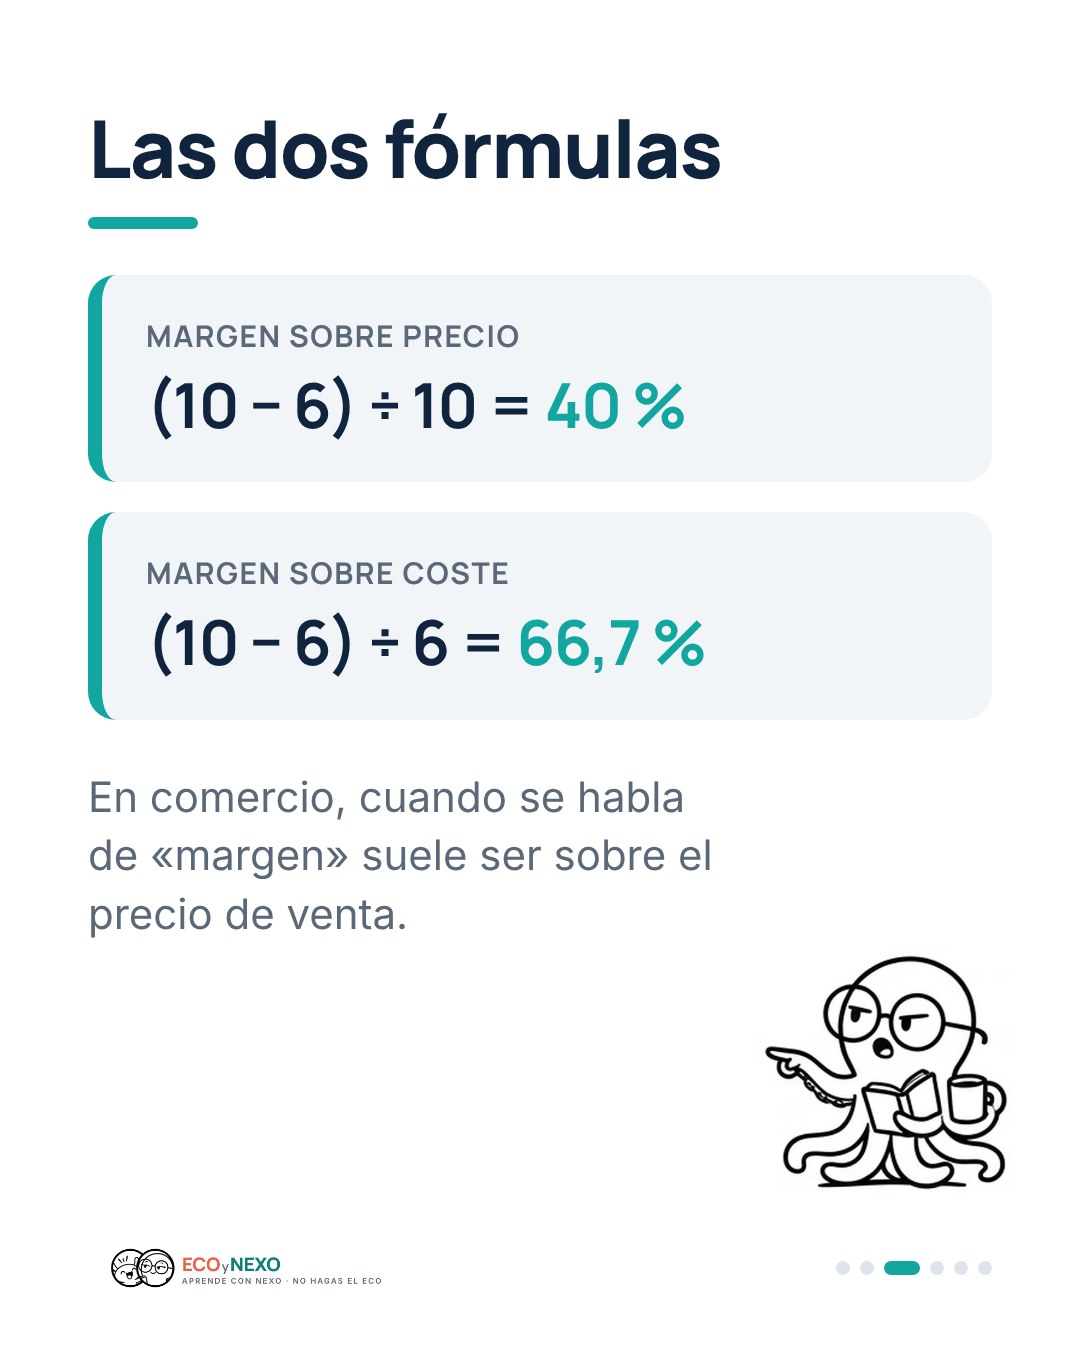 Las dos fórmulas
MARGEN SOBRE PRECIO
(10 − 6) ÷ 10 = 40 %
MARGEN SOBRE COSTE
(10 − 6) ÷ 6 = 66,7 %
En comercio, cuando se habla
de «margen» suele ser sobre el
precio de venta.
ECO y NEXO
APRENDE CON NEXO · NO HAGAS EL ECO